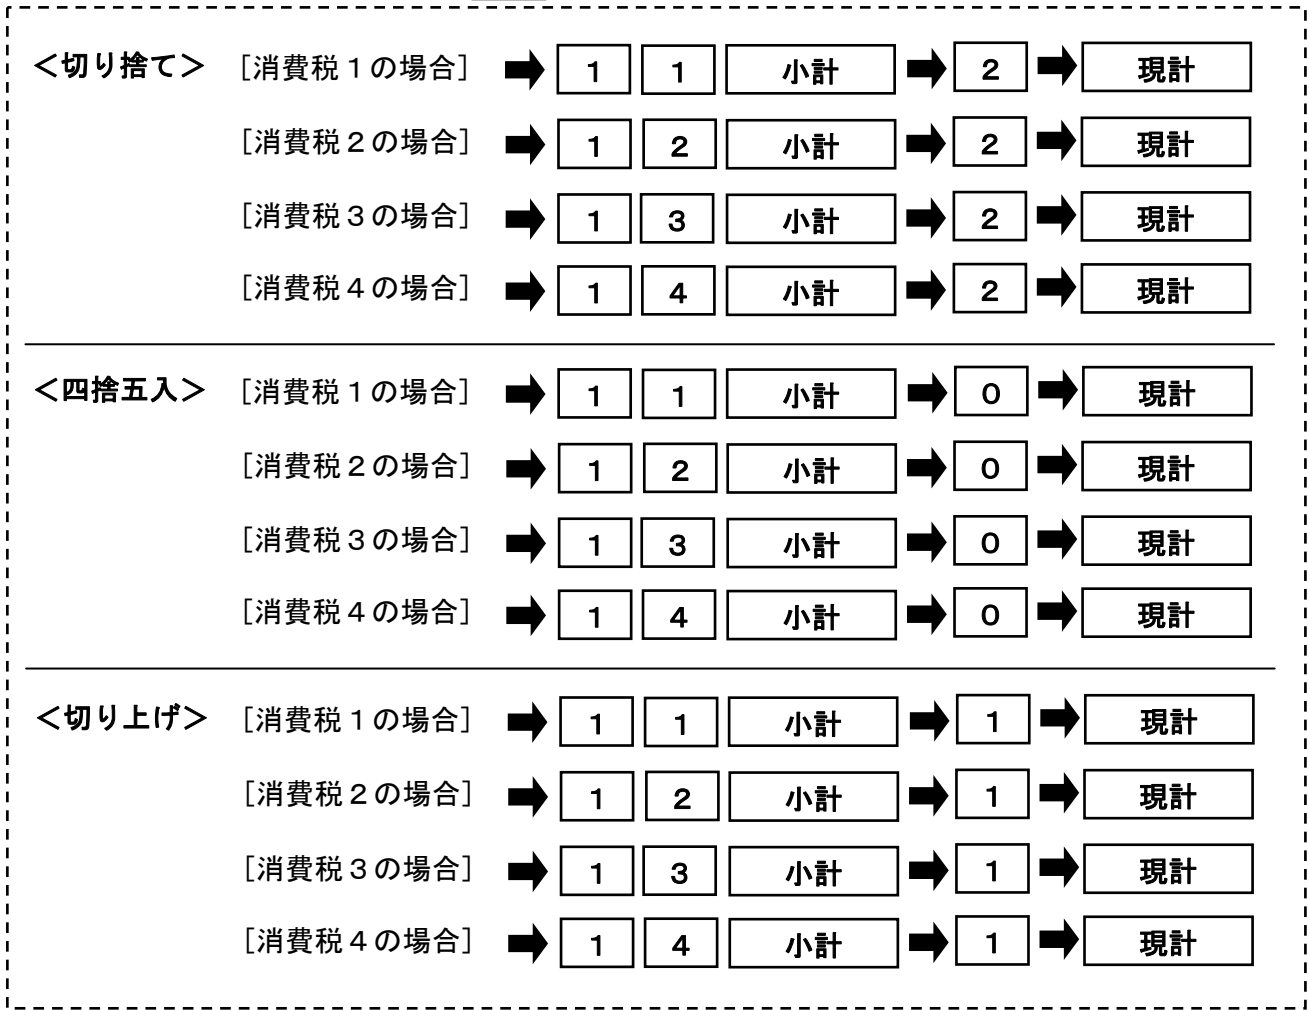 ＜切り捨て＞ ［消費税１の場合］ ➡ 1 1 小計 ➡ 2 ➡ 現計
［消費税２の場合］ ➡ 1 2 小計 ➡ 2 ➡ 現計
［消費税３の場合］ ➡ 1 3 小計 ➡ 2 ➡ 現計
［消費税４の場合］ ➡ 1 4 小計 ➡ 2 ➡ 現計
＜四捨五入＞ ［消費税１の場合］ ➡ 1 1 小計 ➡ 0 ➡ 現計
［消費税２の場合］ ➡ 1 2 小計 ➡ 0 ➡ 現計
［消費税３の場合］ ➡ 1 3 小計 ➡ 0 ➡ 現計
［消費税４の場合］ ➡ 1 4 小計 ➡ 0 ➡ 現計
＜切り上げ＞ ［消費税１の場合］ ➡ 1 1 小計 ➡ 1 ➡ 現計
［消費税２の場合］ ➡ 1 2 小計 ➡ 1 ➡ 現計
［消費税３の場合］ ➡ 1 3 小計 ➡ 1 ➡ 現計
［消費税４の場合］ ➡ 1 4 小計 ➡ 1 ➡ 現計